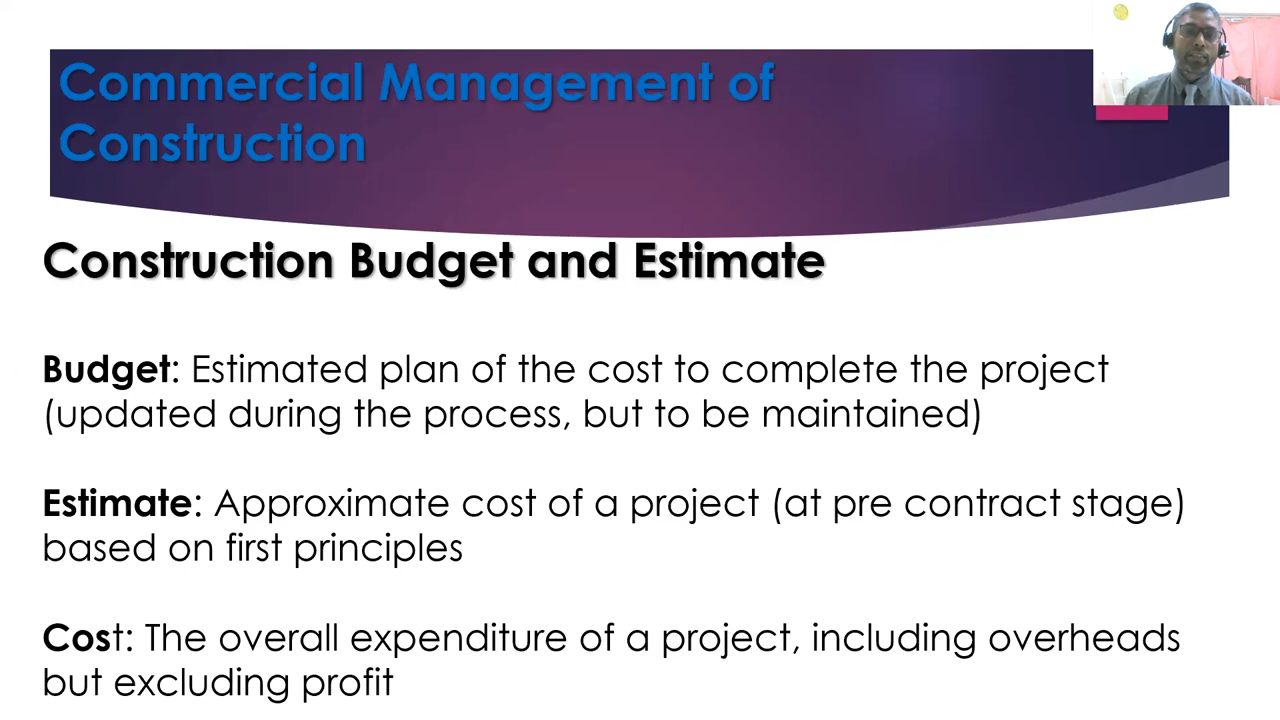 Commercial Management of
Construction
Construction Budget and Estimate
Budget: Estimated plan of the cost to complete the project
(updated during the process, but to be maintained)
Estimate: Approximate cost of a project (at pre contract stage)
based on first principles
Cost: The overall expenditure of a project, including overheads
but excluding profit